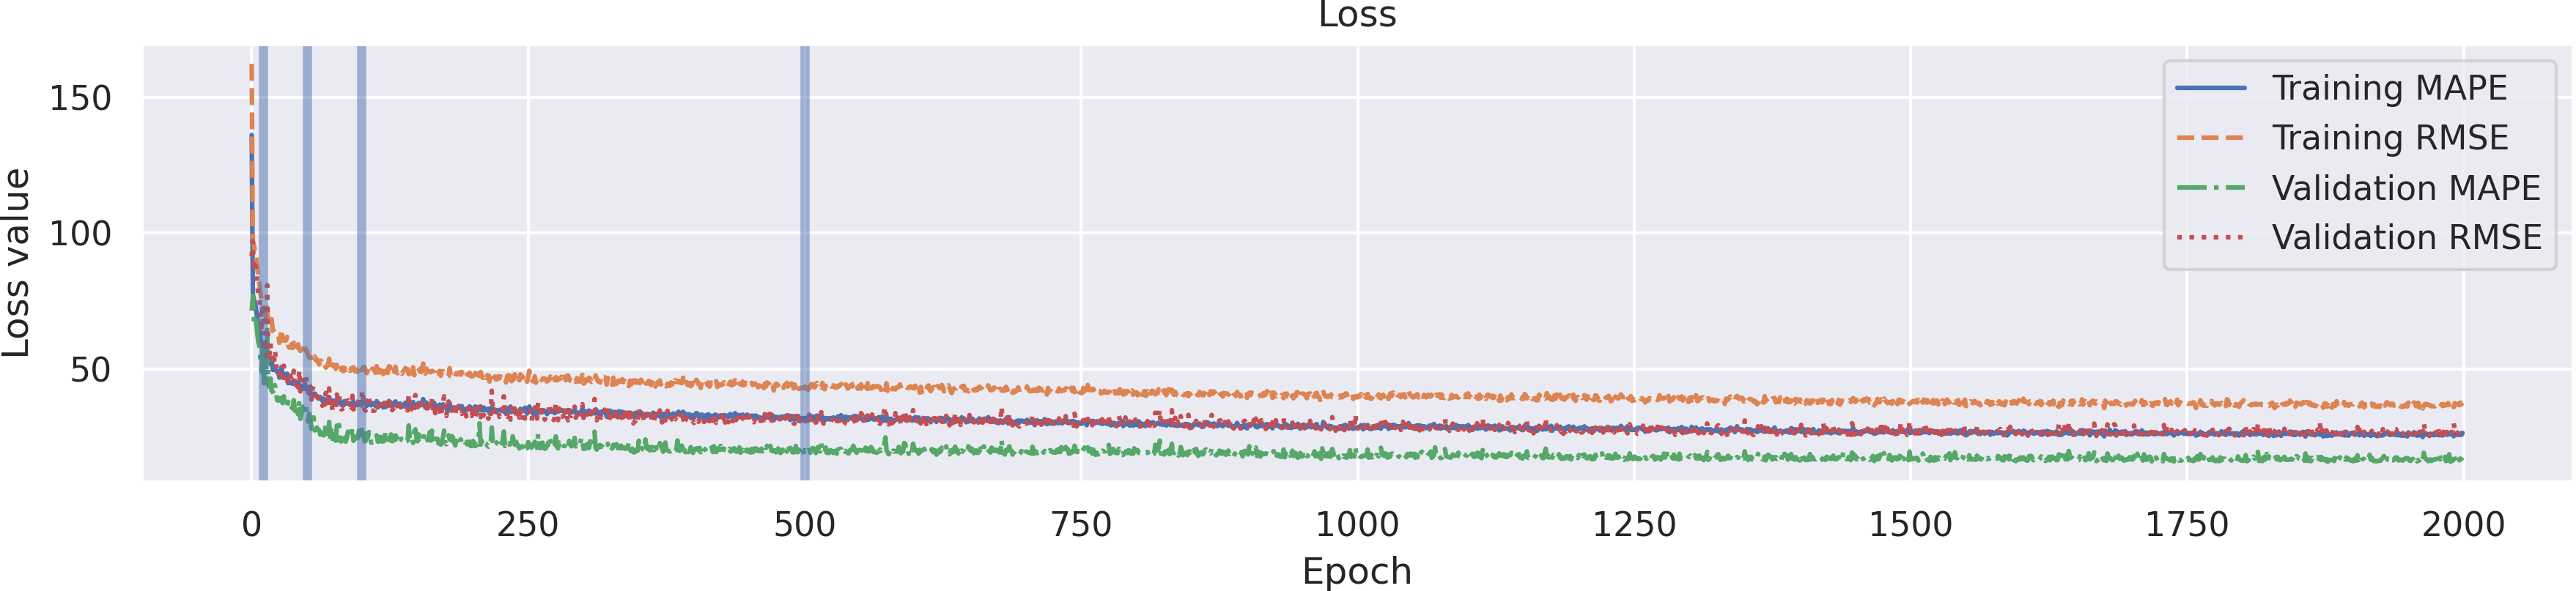 Loss
Loss value
150
100
50
Training MAPE
Training RMSE
Validation MAPE
Validation RMSE
0 250 500 750 1000 1250 1500 1750 2000
Epoch